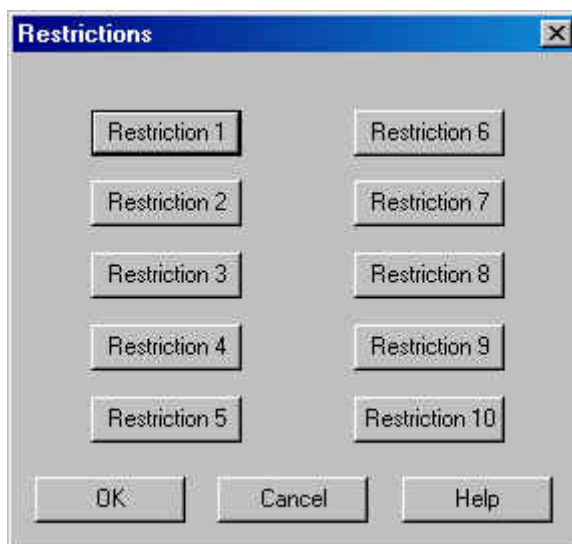 Restrictions
Restriction 1
Restriction 6
Restriction 2
Restriction 7
Restriction 3
Restriction 8
Restriction 4
Restriction 9
Restriction 5
Restriction 10
OK
Cancel
Help